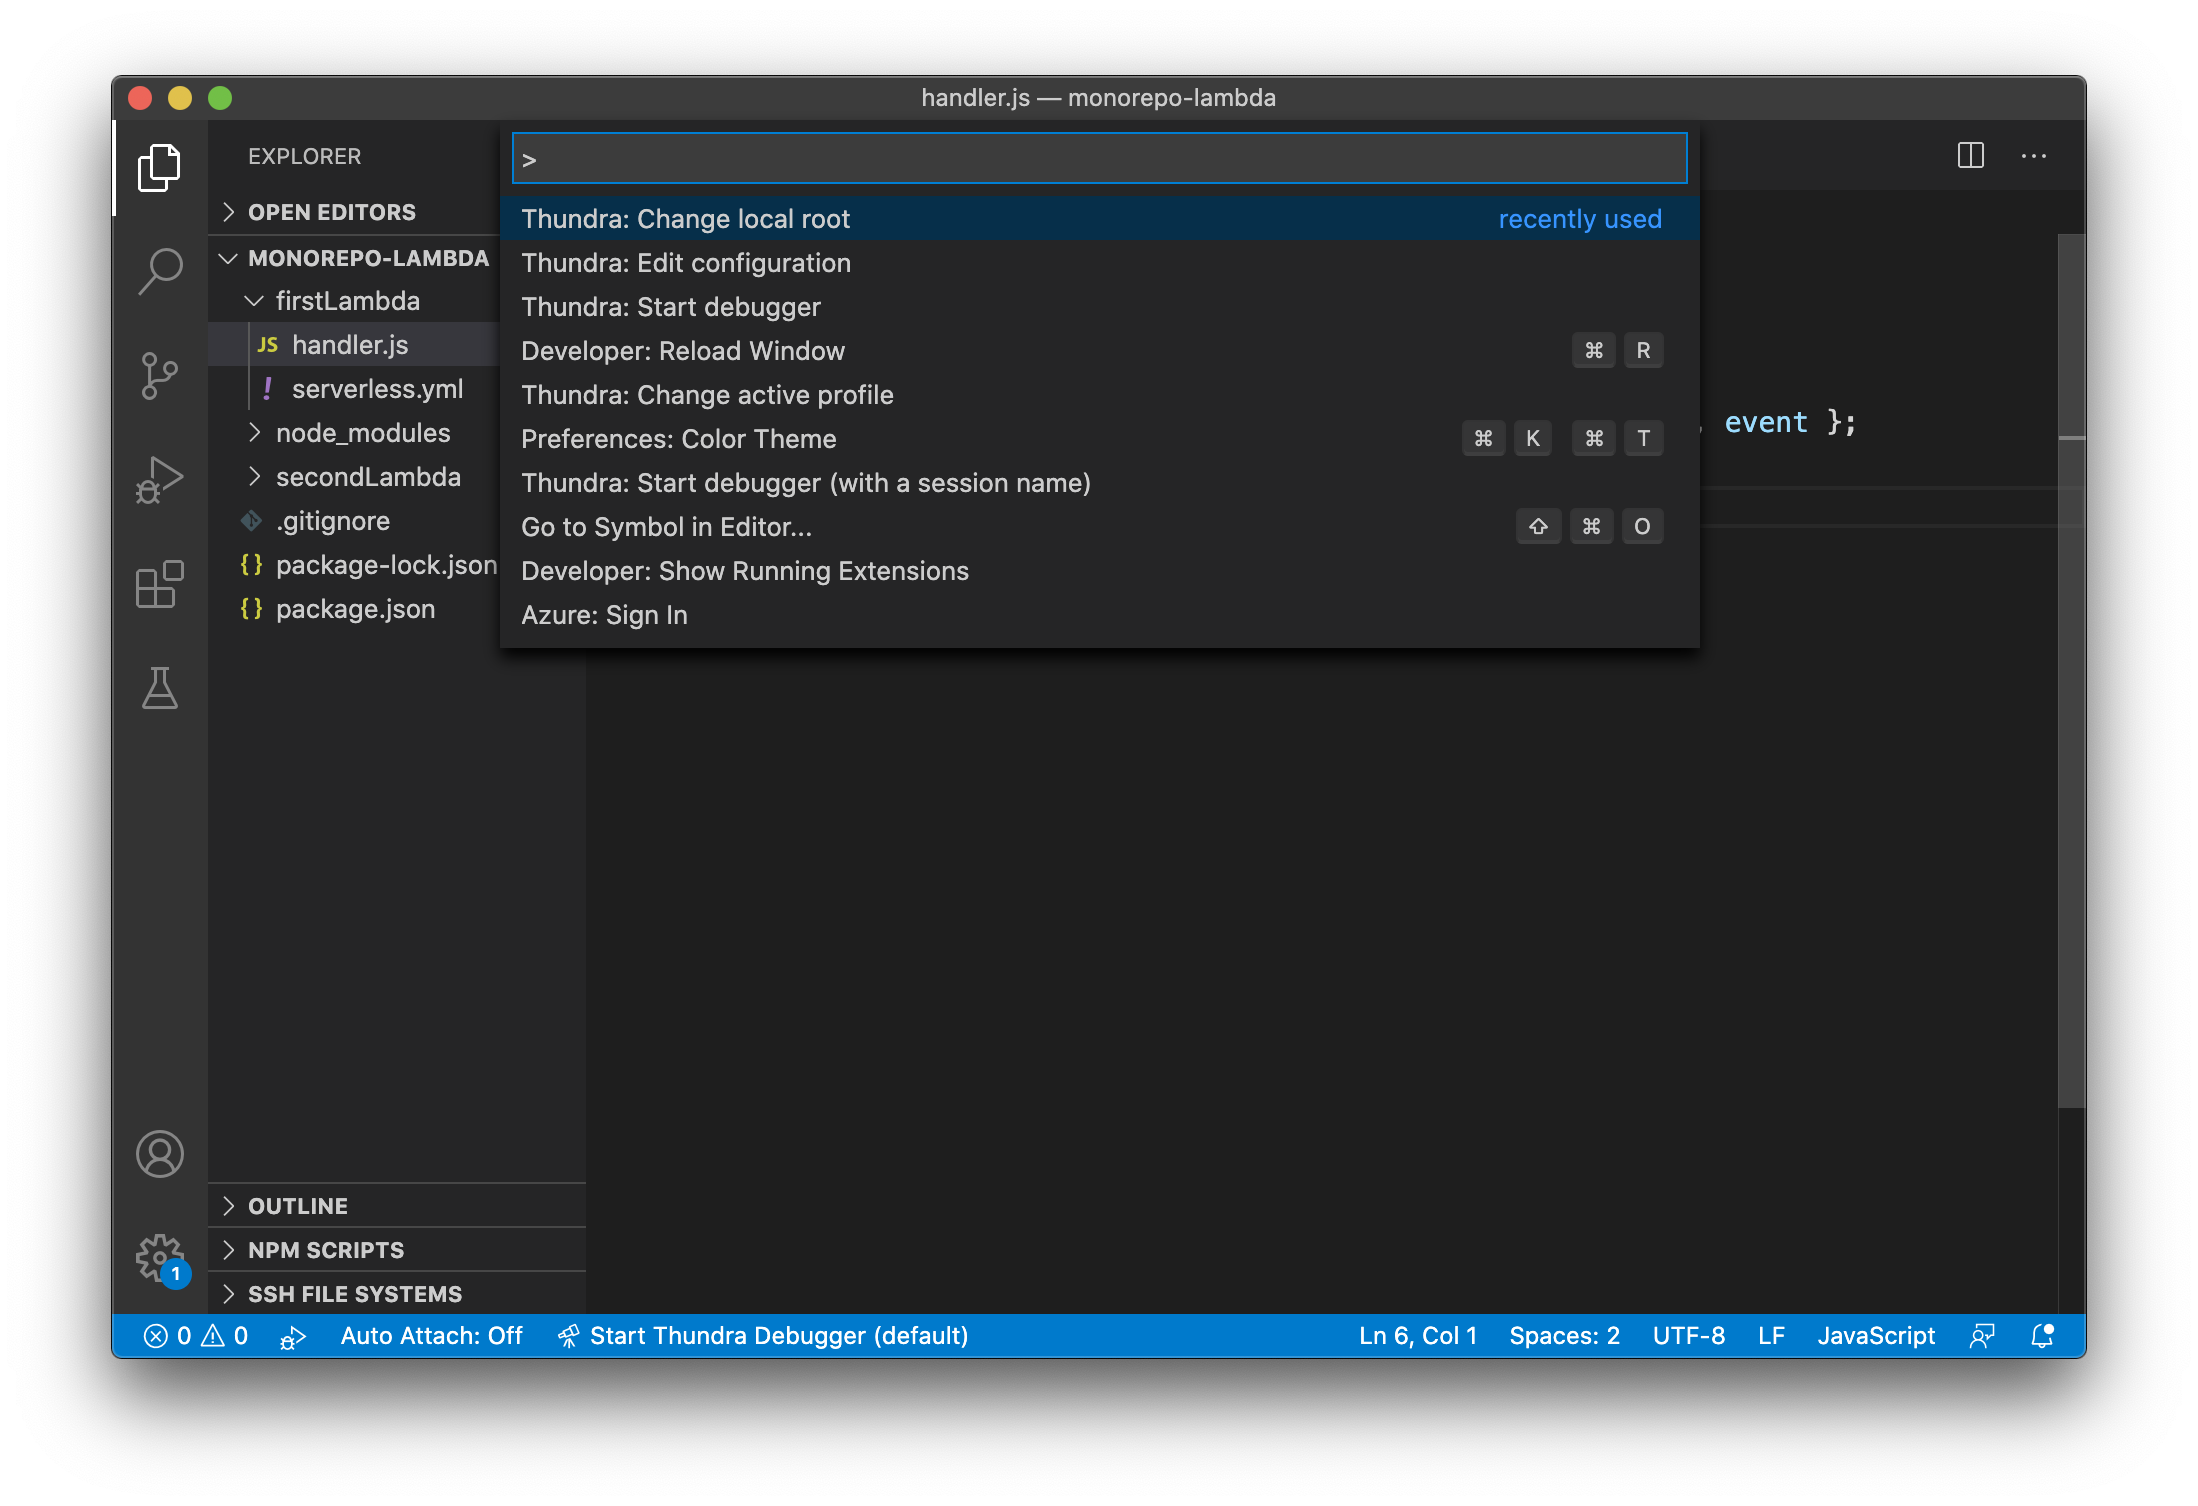 handler.js — monorepo-lambda
EXPLORER
OPEN EDITORS
MONOREPO-LAMBDA
firstLambda
JS handler.js
! serverless.yml
node_modules
secondLambda
.gitignore
{} package-lock.json
{} package.json
>
Thundra: Change local root recently used
Thundra: Edit configuration
Thundra: Start debugger
Developer: Reload Window ⌘ R
Thundra: Change active profile
Preferences: Color Theme ⌘ K ⌘ T
Thundra: Start debugger (with a session name)
Go to Symbol in Editor... ⇧ ⌘ O
Developer: Show Running Extensions
Azure: Sign In
, event };
OUTLINE
NPM SCRIPTS
SSH FILE SYSTEMS
1
0 0 Auto Attach: Off Start Thundra Debugger (default) Ln 6, Col 1 Spaces: 2 UTF-8 LF JavaScript